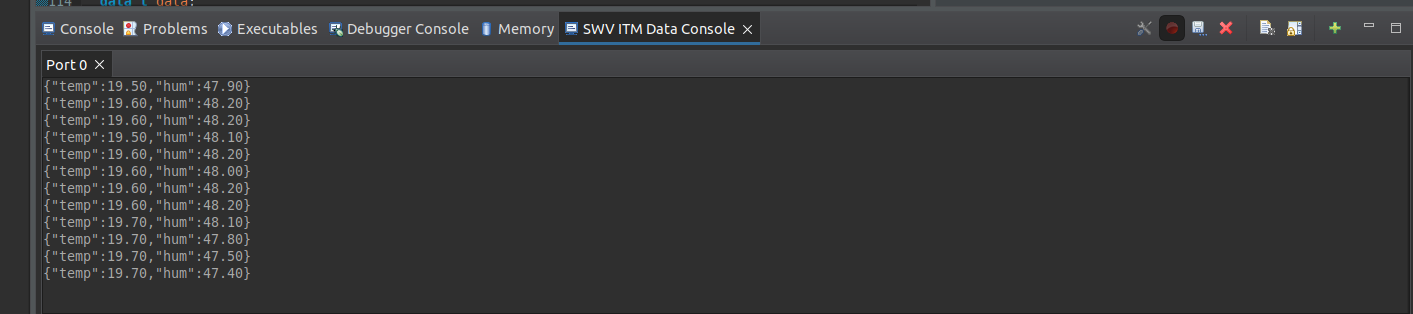 114 data_t data;
Console Problems Executables Debugger Console Memory SWV ITM Data Console
Port 0
{"temp":19.50,"hum":47.90}
{"temp":19.60,"hum":48.20}
{"temp":19.60,"hum":48.20}
{"temp":19.50,"hum":48.10}
{"temp":19.60,"hum":48.20}
{"temp":19.60,"hum":48.00}
{"temp":19.60,"hum":48.20}
{"temp":19.60,"hum":48.20}
{"temp":19.70,"hum":48.10}
{"temp":19.70,"hum":47.80}
{"temp":19.70,"hum":47.50}
{"temp":19.70,"hum":47.40}